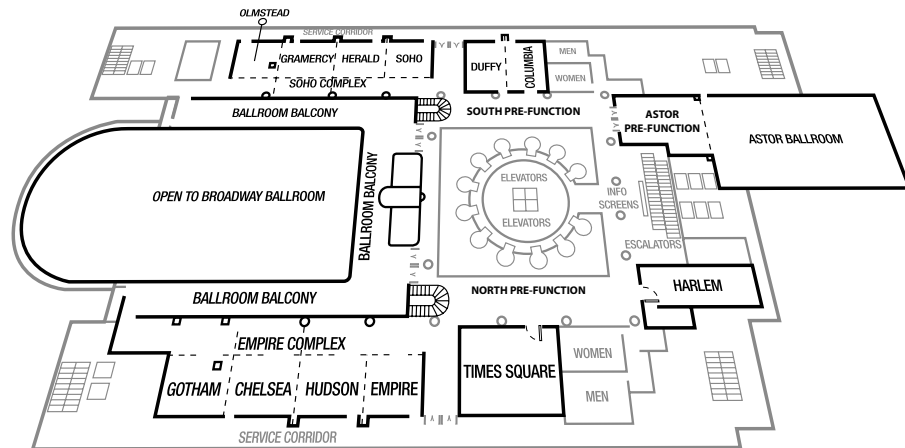 OLMSTEAD
SERVICE CORRIDOR
GRAMERCY
HERALD
SOHO
SOHO COMPLEX
DUFFY
COLUMBIA
MEN
WOMEN
BALLROOM BALCONY
SOUTH PRE-FUNCTION
ASTOR
PRE-FUNCTION
ASTOR BALLROOM
OPEN TO BROADWAY BALLROOM
BALLROOM BALCONY
ELEVATORS
ELEVATORS
INFO
SCREENS
ESCALATORS
BALLROOM BALCONY
NORTH PRE-FUNCTION
HARLEM
EMPIRE COMPLEX
GOTHAM
CHELSEA
HUDSON
EMPIRE
TIMES SQUARE
WOMEN
MEN
SERVICE CORRIDOR